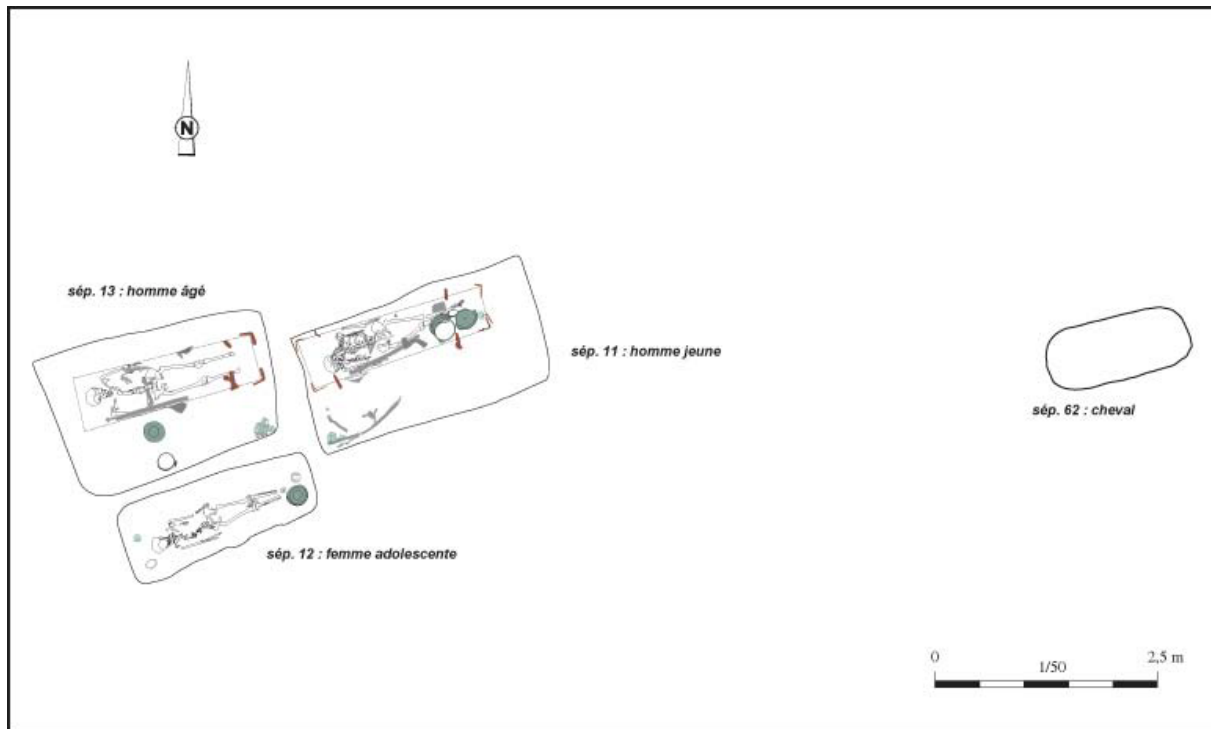 N
sép. 13 : homme âgé
sép. 11 : homme jeune
sép. 62 : cheval
sép. 12 : femme adolescente
0 1/50 2,5 m